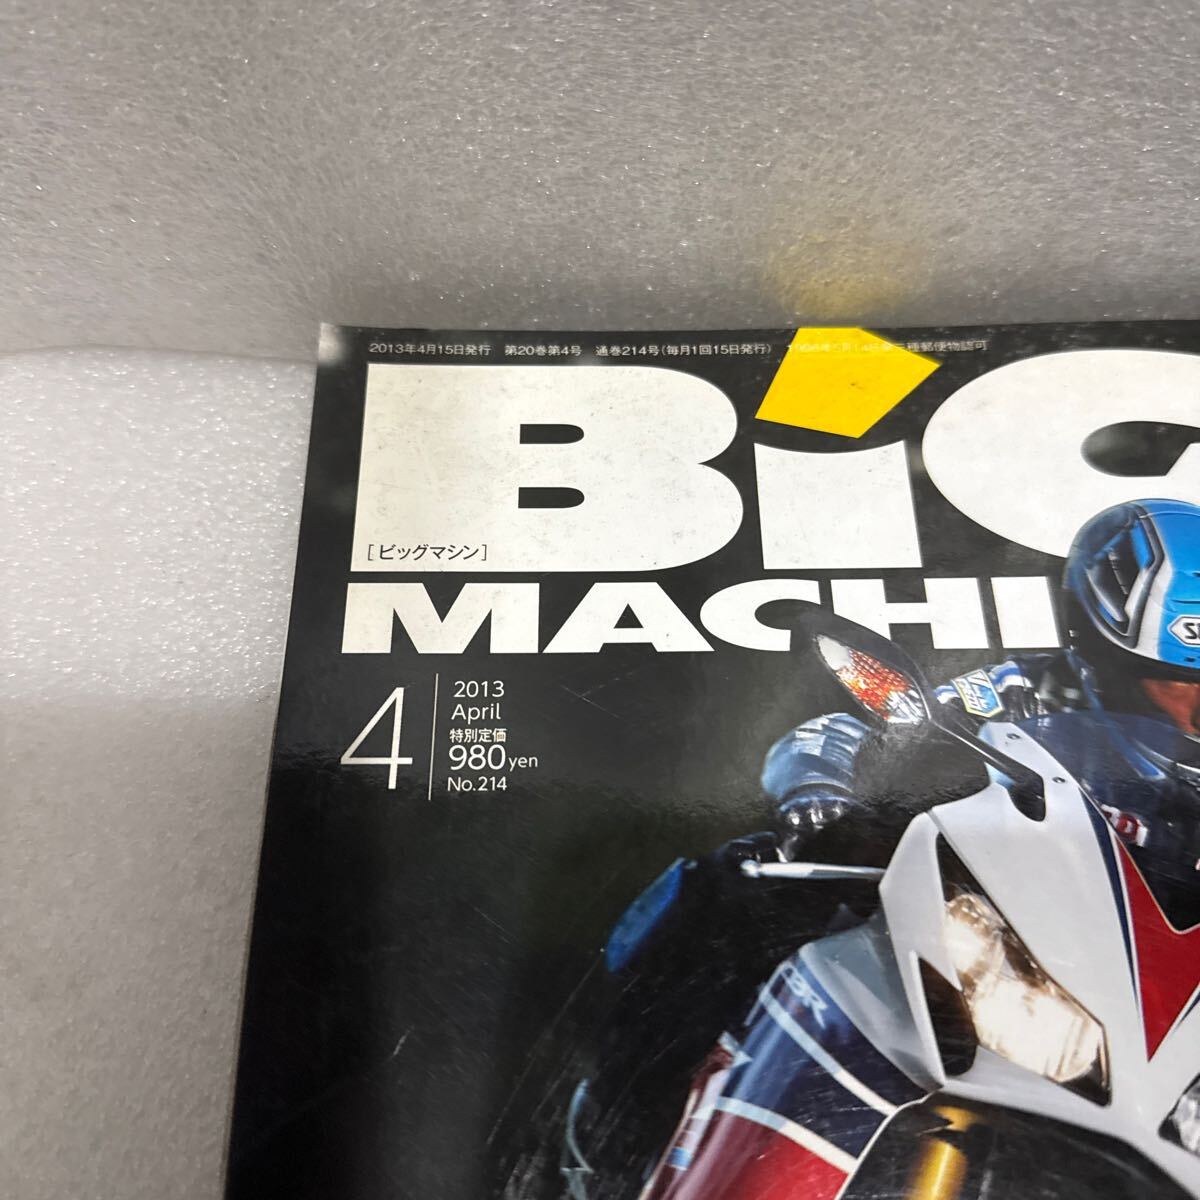 2013年4月15日発行 第20巻第4号 通巻214号(毎月1回15日発行)
BiG
[ビッグマシン]
MACHI
4
2013
April
特別定価
980yen
No.214